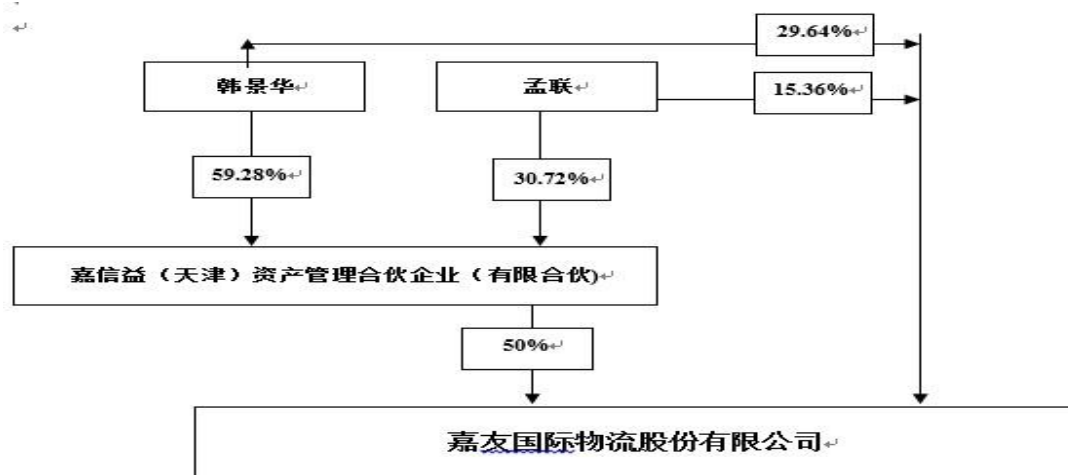 29.64%
韩景华
孟联
15.36%
59.28%
30.72%
嘉信益（天津）资产管理合伙企业（有限合伙)
50%
嘉友国际物流股份有限公司